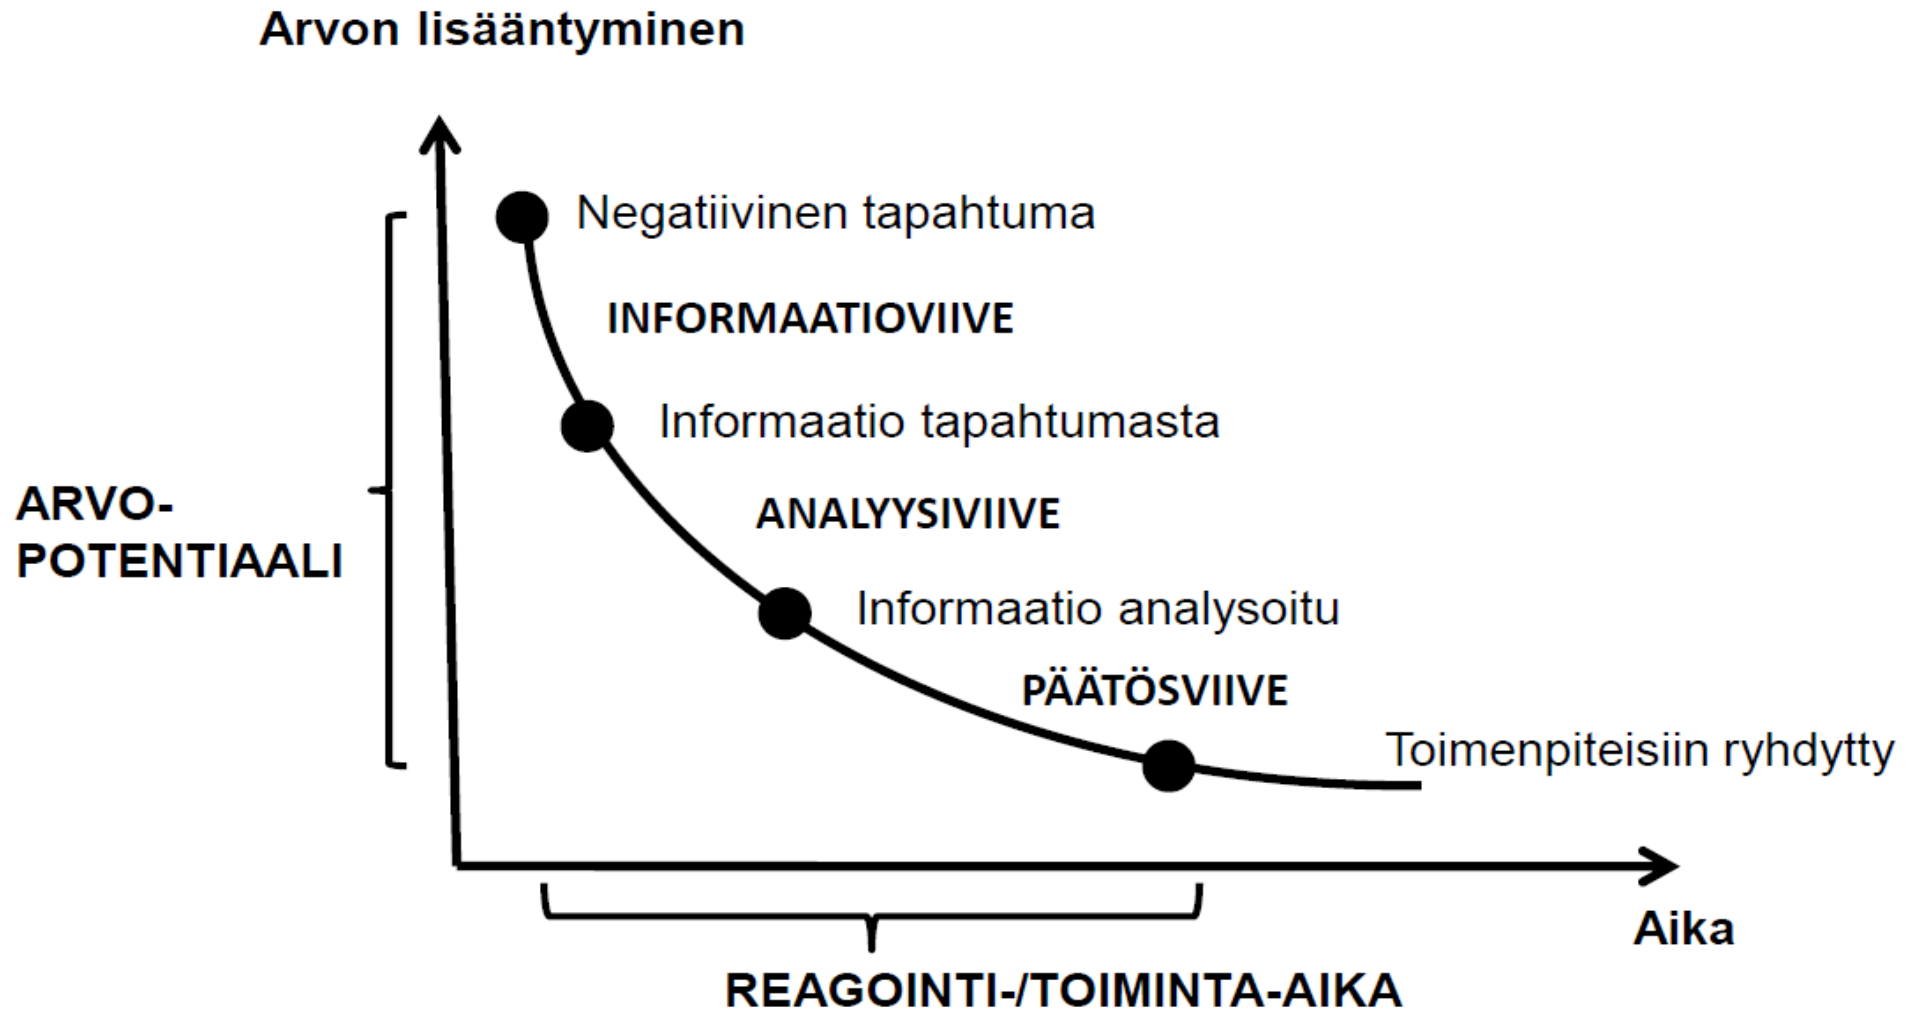 Arvon lisääntyminen
Negatiivinen tapahtuma
INFORMAATIOVIIVE
Informaatio tapahtumasta
ARVO-
POTENTIAALI
ANALYYSIVIIVE
Informaatio analysoitu
PÄÄTÖSVIIVE
Toimenpiteisiin ryhdytty
Aika
REAGOINTI-/TOIMINTA-AIKA